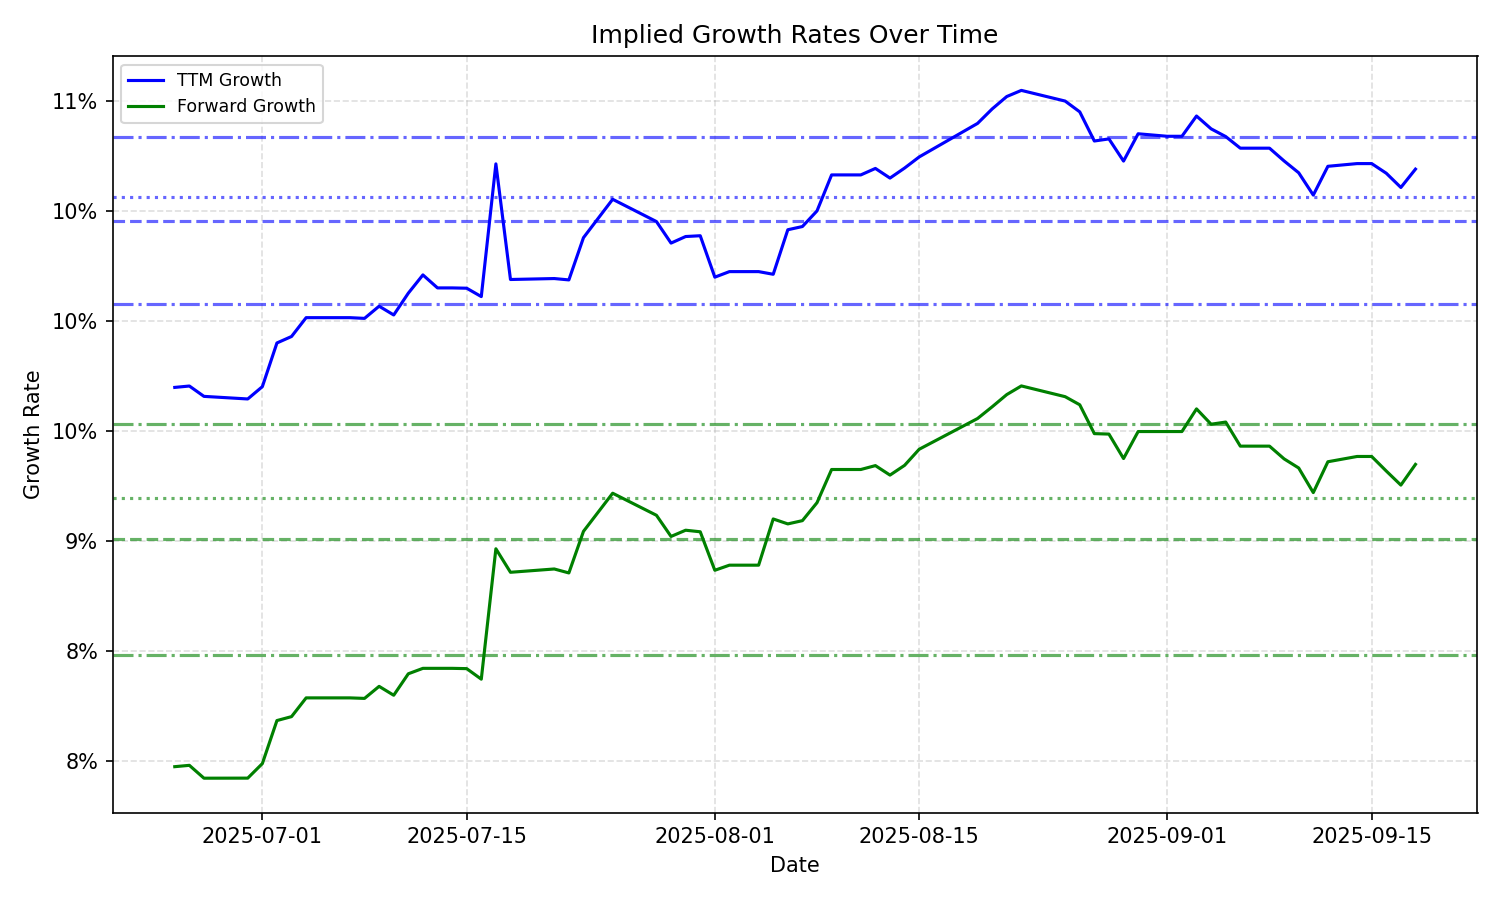 Implied Growth Rates Over Time
TTM Growth
Forward Growth
11%
10%
10%
10%
9%
8%
8%
Growth Rate
2025-07-01
2025-07-15
2025-08-01
2025-08-15
2025-09-01
2025-09-15
Date